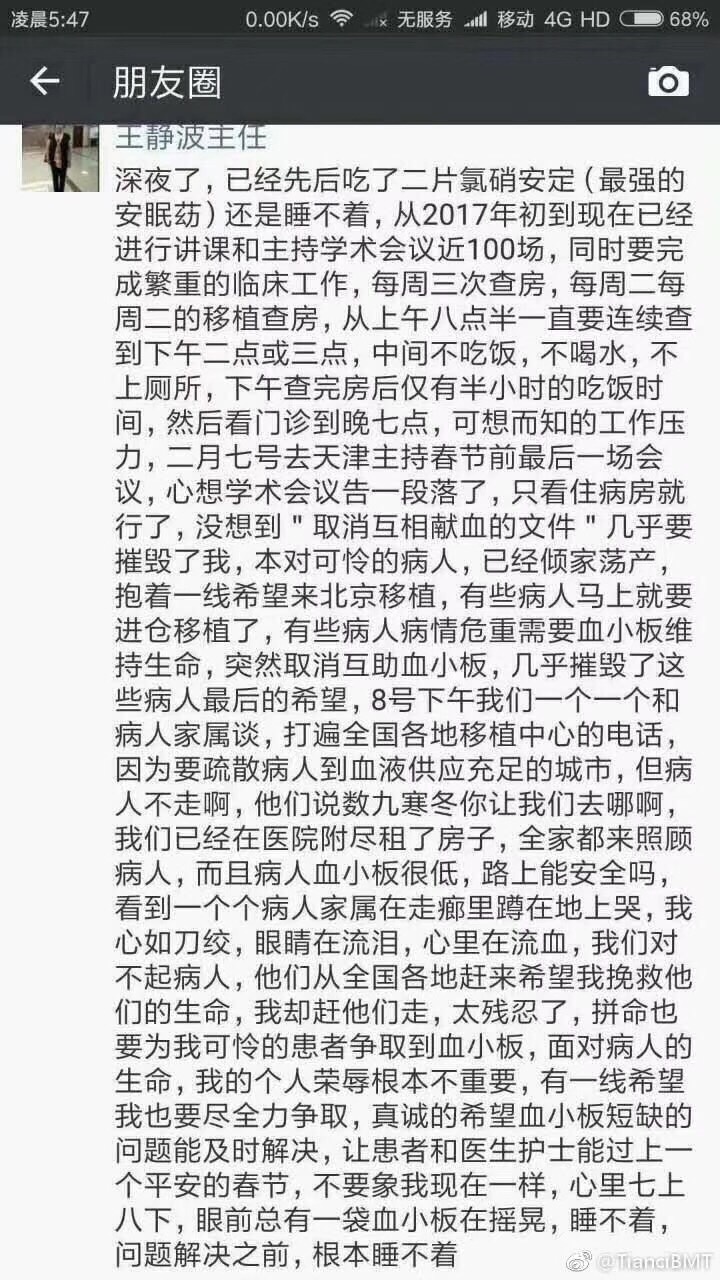 凌晨5:47 0.00K/s 无服务 移动 4G HD 68%
朋友圈
王静波主任
深夜了，已经先后吃了二片氯硝安定（最强的
安眠药）还是睡不着，从2017年初到现在已经
进行讲课和主持学术会议近100场，同时要完
成繁重的临床工作，每周三次查房，每周二每
周二的移植查房，从上午八点半一直要连续查
到下午二点或三点，中间不吃饭，不喝水，不
上厕所，下午查完房后仅有半小时的吃饭时
间，然后看门诊到晚七点，可想而知的工作压
力，二月七号去天津主持春节前最后一场会
议，心想学术会议告一段落了，只看住病房就
行了，没想到＂取消互相献血的文件＂几乎要
摧毁了我，本对可怜的病人，已经倾家荡产，
抱着一线希望来北京移植，有些病人马上就要
进仓移植了，有些病人病情危重需要血小板维
持生命，突然取消互助血小板，几乎摧毁了这
些病人最后的希望，8号下午我们一个一个和
病人家属谈，打遍全国各地移植中心的电话，
因为要疏散病人到血液供应充足的城市，但病
人不走啊，他们说数九寒冬你让我们去哪啊，
我们已经在医院附尽租了房子，全家都来照顾
病人，而且病人血小板很低，路上能安全吗，
看到一个个病人家属在走廊里蹲在地上哭，我
心如刀绞，眼睛在流泪，心里在流血，我们对
不起病人，他们从全国各地赶来希望我挽救他
们的生命，我却赶他们走，太残忍了，拼命也
要为我可怜的患者争取到血小板，面对病人的
生命，我的个人荣辱根本不重要，有一线希望
我也要尽全力争取，真诚的希望血小板短缺的
问题能及时解决，让患者和医生护士能过上一
个平安的春节，不要象我现在一样，心里七上
八下，眼前总有一袋血小板在摇晃，睡不着，
问题解决之前，根本睡不着
@TianciBMT